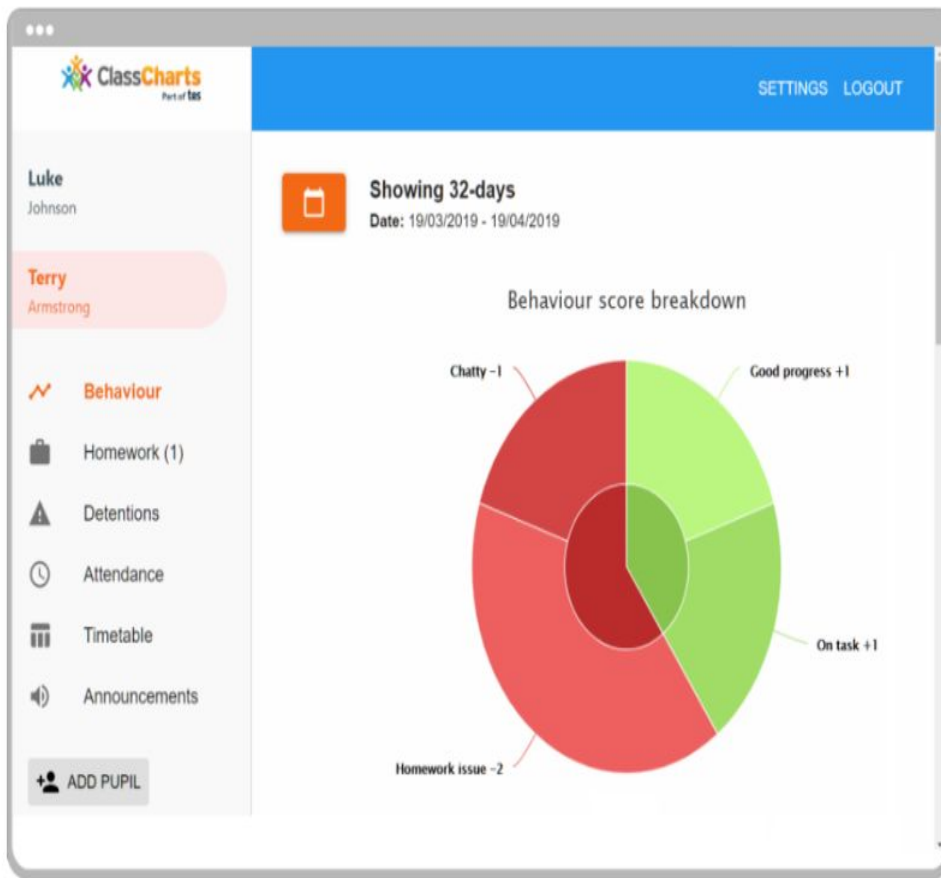 ClassCharts
Part of tes
SETTINGS LOGOUT
Luke
Johnson
Terry
Armstrong
Behaviour
Homework (1)
Detentions
Attendance
Timetable
Announcements
ADD PUPIL
Showing 32-days
Date: 19/03/2019 - 19/04/2019
Behaviour score breakdown
Chatty -1
Good progress +1
On task +1
Homework issue -2